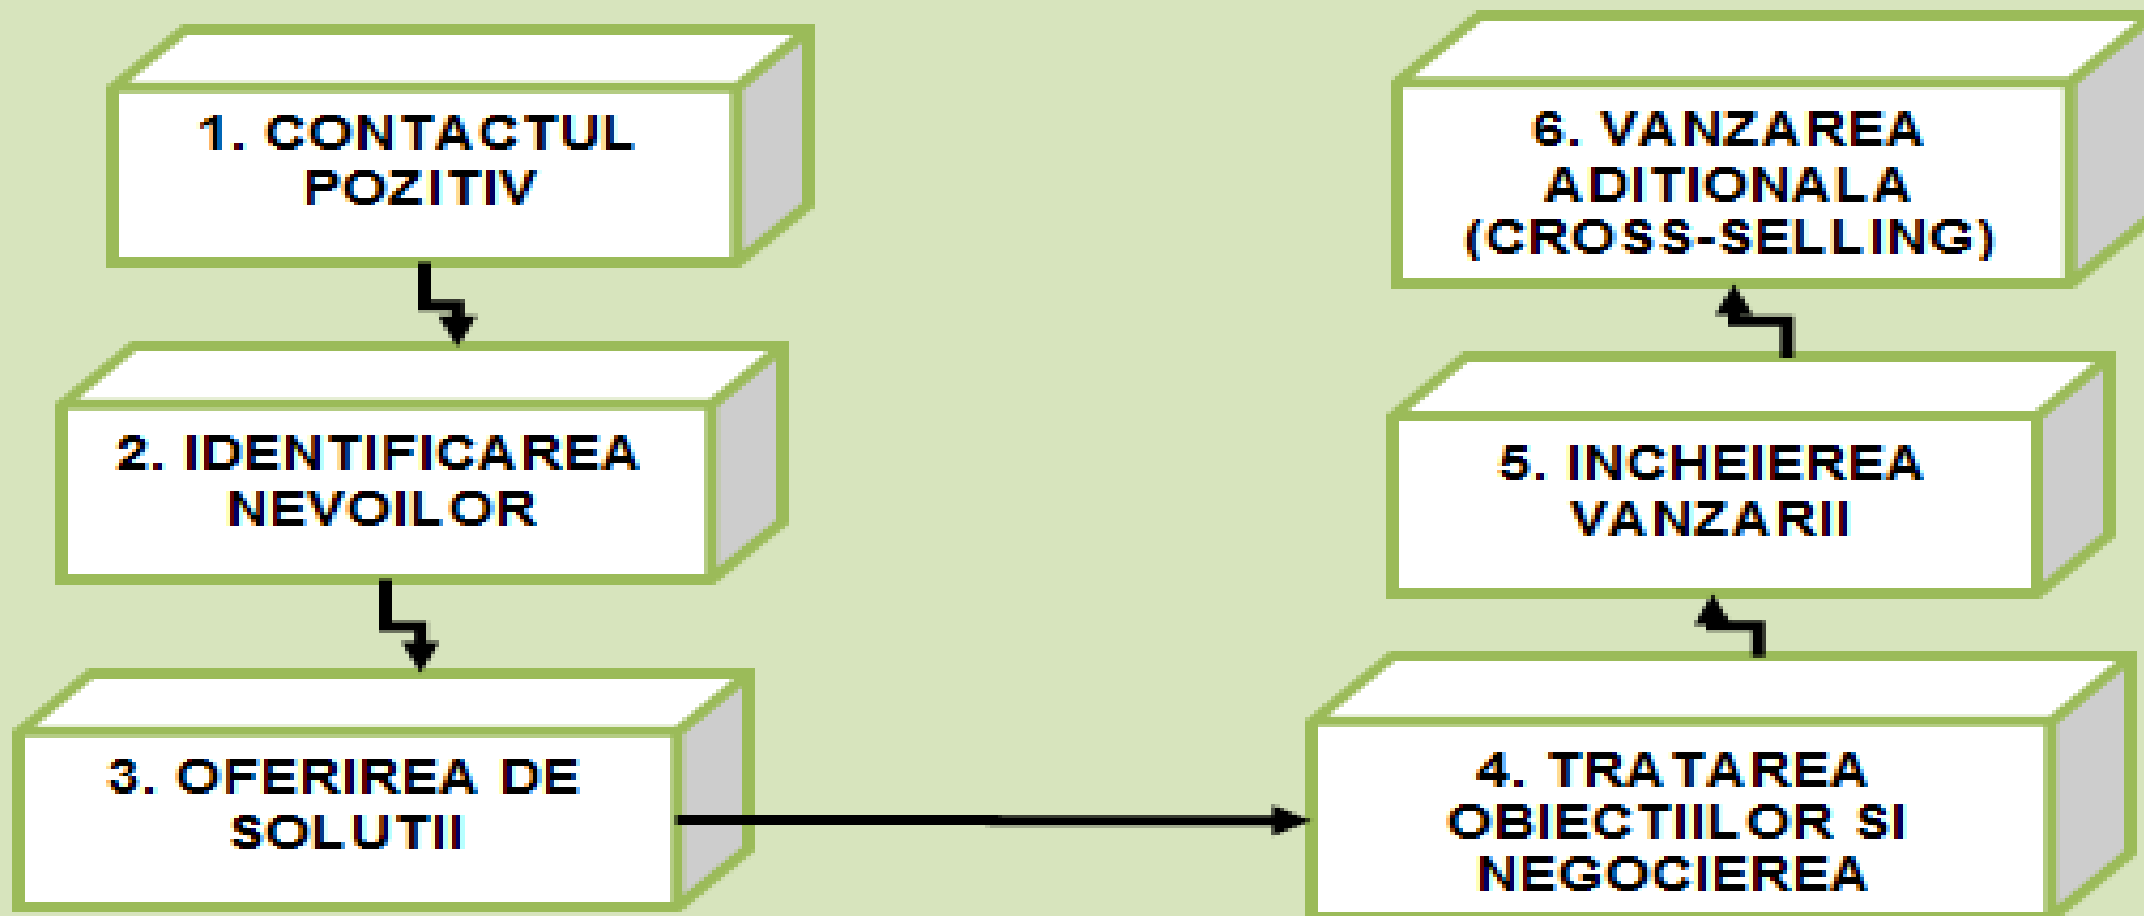 1. CONTACTUL
POZITIV
2. IDENTIFICAREA
NEVOILOR
3. OFERIREA DE
SOLUTII
4. TRATAREA
OBIECTIILOR SI
NEGOCIEREA
5. INCHEIEREA
VANZARII
6. VANZAREA
ADITIONALA
(CROSS-SELLING)